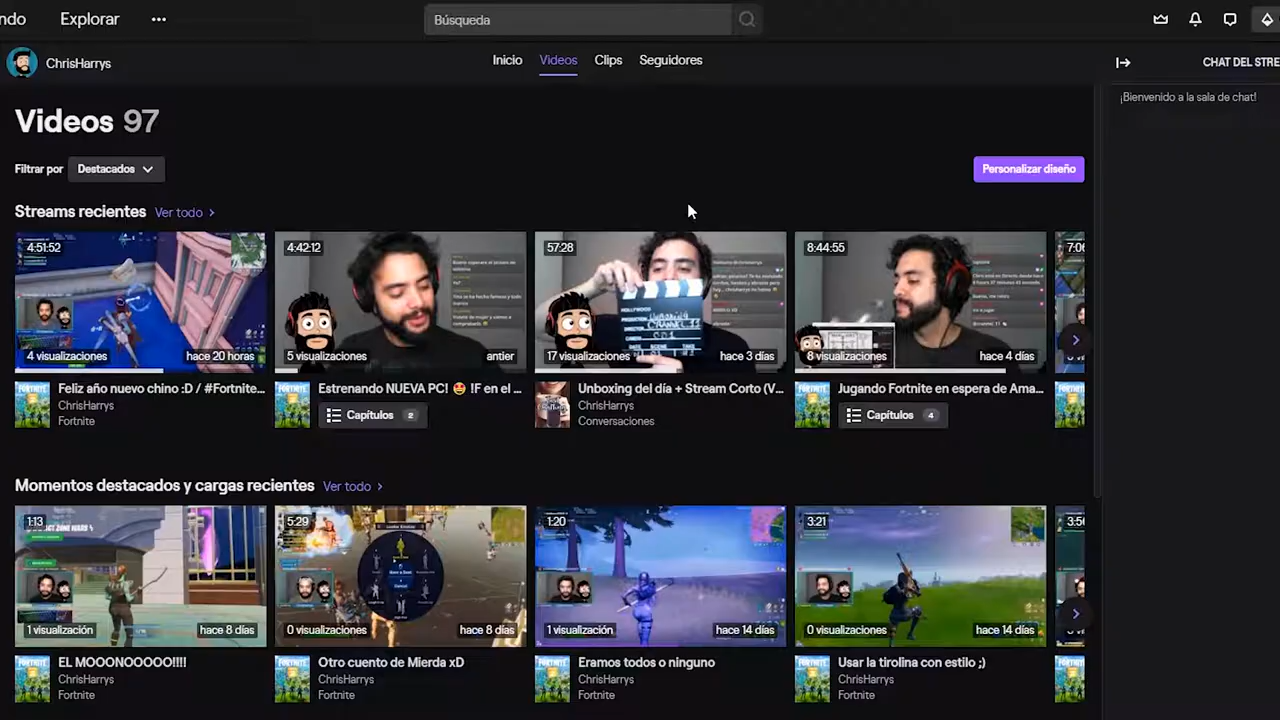 ndo
Explorar
Búsqueda
ChrisHarrys
Inicio
Videos
Clips
Seguidores
CHAT DEL STRE
¡Bienvenido a la sala de chat!
Videos 97
Filtrar por
Destacados
Personalizar diseño
Streams recientes
Ver todo
4:51:52
4 visualizaciones
hace 20 horas
4:42:12
5 visualizaciones
antier
57:28
17 visualizaciones
hace 3 días
8:44:55
8 visualizaciones
hace 4 días
Feliz año nuevo chino :D / #Fortnite...
ChrisHarrys
Fortnite
Estrenando NUEVA PC! 🤩 !F en el ...
Capítulos 2
Unboxing del día + Stream Corto (V...
ChrisHarrys
Conversaciones
Jugando Fortnite en espera de Ama...
Capítulos 4
Momentos destacados y cargas recientes
Ver todo
1:13
1 visualización
hace 8 días
5:29
0 visualizaciones
hace 8 días
1:20
1 visualización
hace 14 días
3:21
0 visualizaciones
hace 14 días
EL MOOONOOOOO!!!!
ChrisHarrys
Fortnite
Otro cuento de Mierda xD
ChrisHarrys
Fortnite
Eramos todos o ninguno
ChrisHarrys
Fortnite
Usar la tirolina con estilo ;)
ChrisHarrys
Fortnite